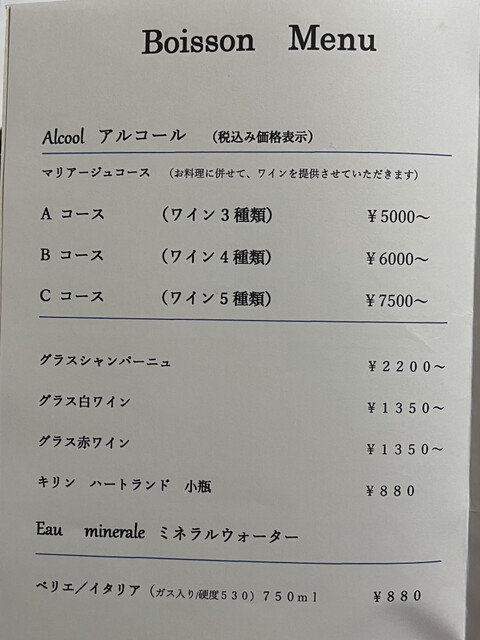 Boisson Menu
Alcool アルコール （税込み価格表示）
マリアージュコース （お料理に併せて、ワインを提供させていただきます）
A コース （ワイン３種類） ￥5000～
B コース （ワイン４種類） ￥6000～
C コース （ワイン５種類） ￥7500～
グラスシャンパーニュ ￥２２００～
グラス白ワイン ￥１３５０～
グラス赤ワイン ￥１３５０～
キリン ハートランド 小瓶 ￥８８０
Eau minerale ミネラルウォーター
ペリエ／イタリア（ガス入り/硬度５３０）７５０ｍｌ ￥８８０